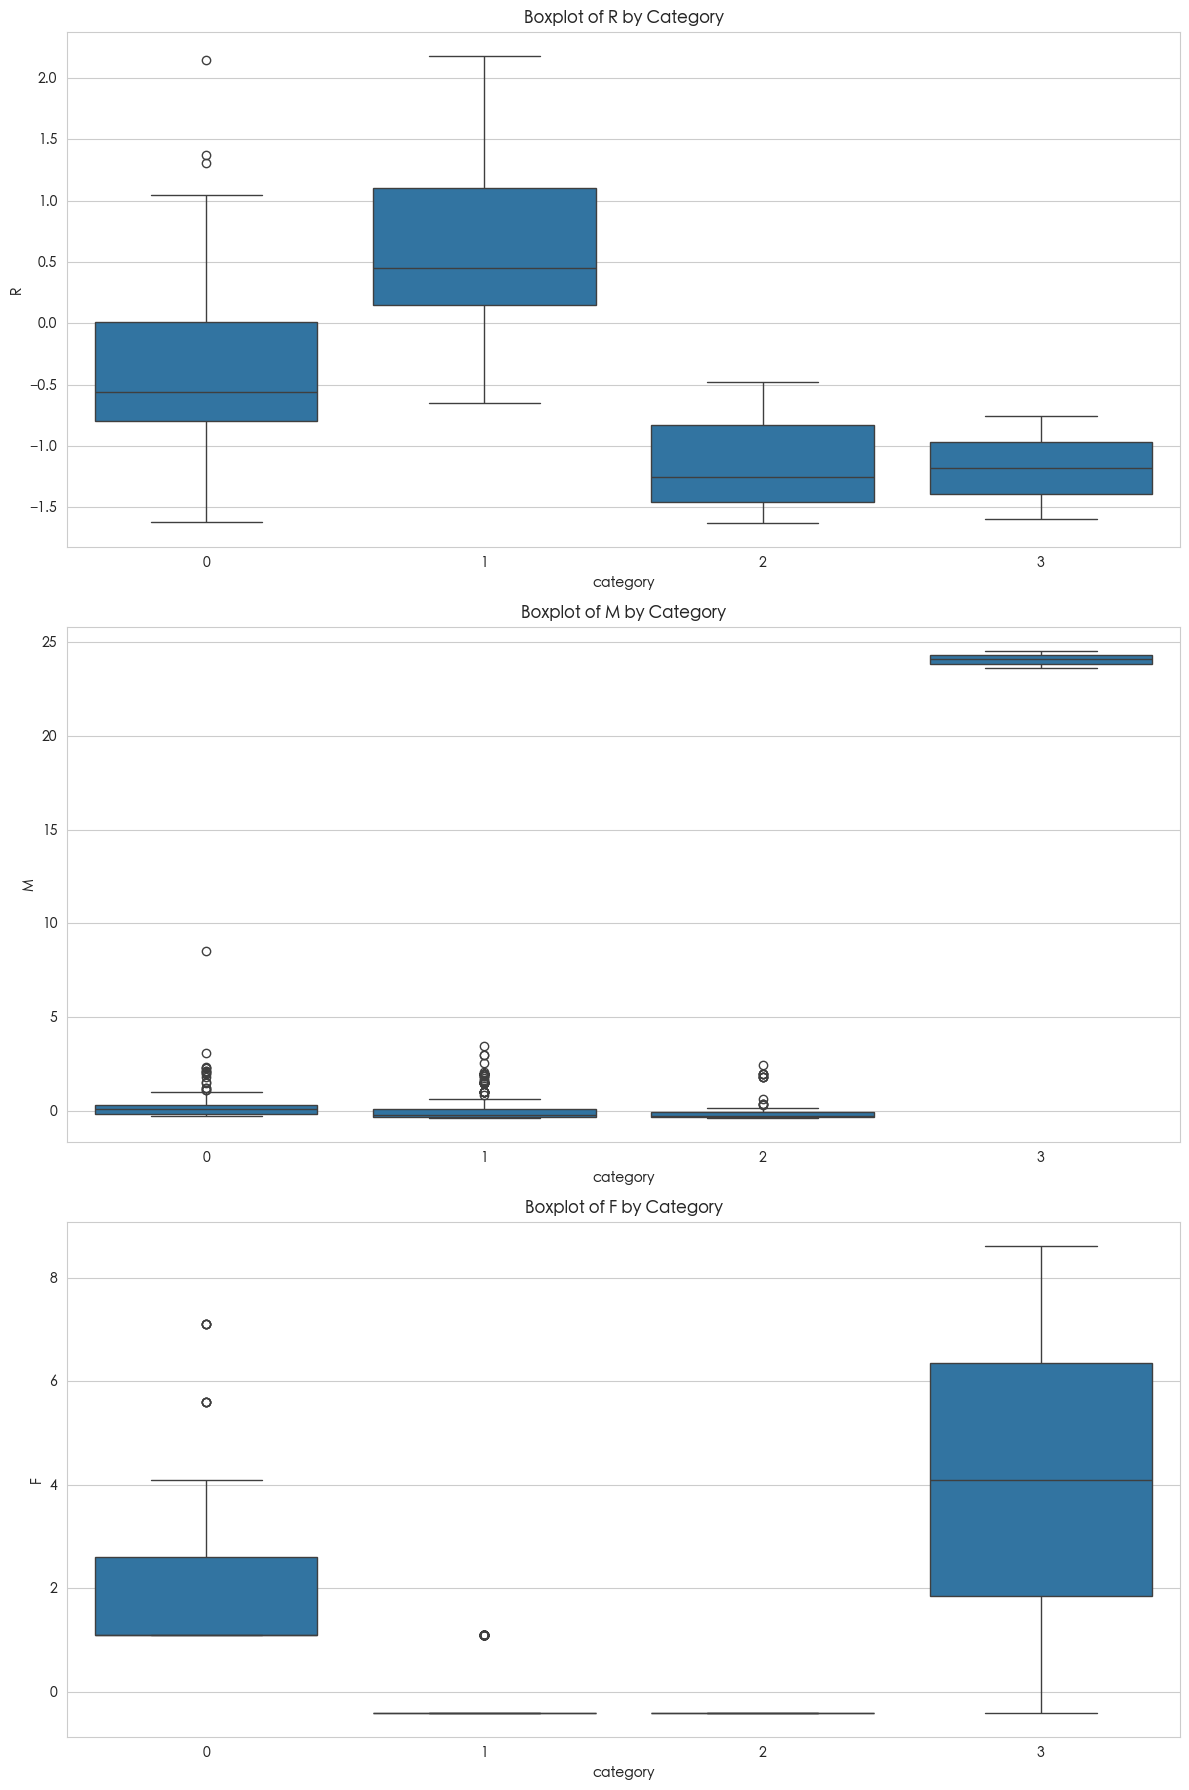 Boxplot of R by Category
2.0
1.5
1.0
0.5
0.0
−0.5
−1.0
−1.5
R
0 1 2 3
category
Boxplot of M by Category
25
20
15
10
5
0
M
0 1 2 3
category
Boxplot of F by Category
8
6
4
2
0
F
0 1 2 3
category